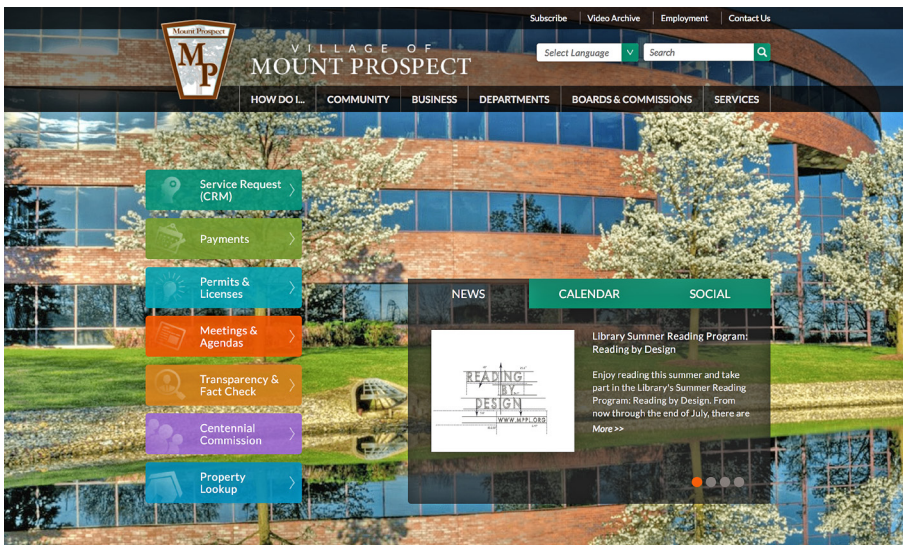 Subscribe
Video Archive
Employment
Contact Us
Mount Prospect
MP
VILLAGE OF
MOUNT PROSPECT
Select Language
Search
HOW DO I...
COMMUNITY
BUSINESS
DEPARTMENTS
BOARDS & COMMISSIONS
SERVICES
Service Request
(CRM)
Payments
Permits &
Licenses
Meetings &
Agendas
Transparency &
Fact Check
Centennial
Commission
Property
Lookup
NEWS
CALENDAR
SOCIAL
READING
BY
DESIGN
WWW.MPPL.ORG
Library Summer Reading Program:
Reading by Design
Enjoy reading this summer and take
part in the Library's Summer Reading
Program: Reading by Design. From
now through the end of July, there are
More >>